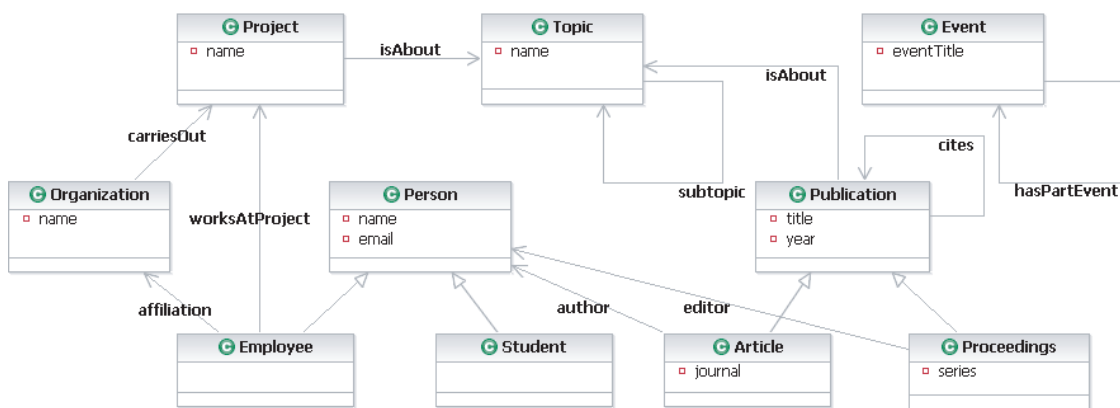 Project
name
isAbout
Topic
name
isAbout
Event
eventTitle
carriesOut
cites
Organization
name
worksAtProject
Person
name
email
subtopic
Publication
title
year
hasPartEvent
affiliation
author
editor
Employee
Student
Article
journal
Proceedings
series